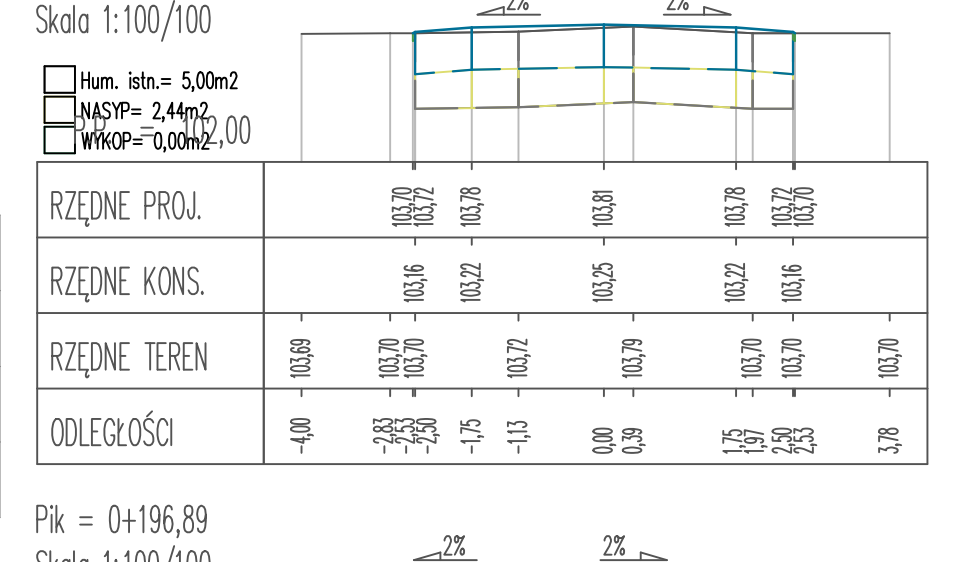 2% 2%
Skala 1:100/100
Hum. istn.= 5,00m2
NASYP= 2,44m2
P.P. = 102,00
WYKOP= 0,00m2
RZĘDNE PROJ. 103,70 103,72 103,78 103,81 103,78 103,72 103,70
RZĘDNE KONS. 103,16 103,22 103,25 103,22 103,16
RZĘDNE TEREN 103,69 103,70 103,70 103,72 103,79 103,70 103,70 103,70
ODLEGŁOŚCI -4,00 -2,83 -2,53 -2,50 -1,75 -1,13 0,00 0,39 1,75 1,97 2,50 2,53 3,78
Pik = 0+196,89
2% 2%
Skala 1:100/100